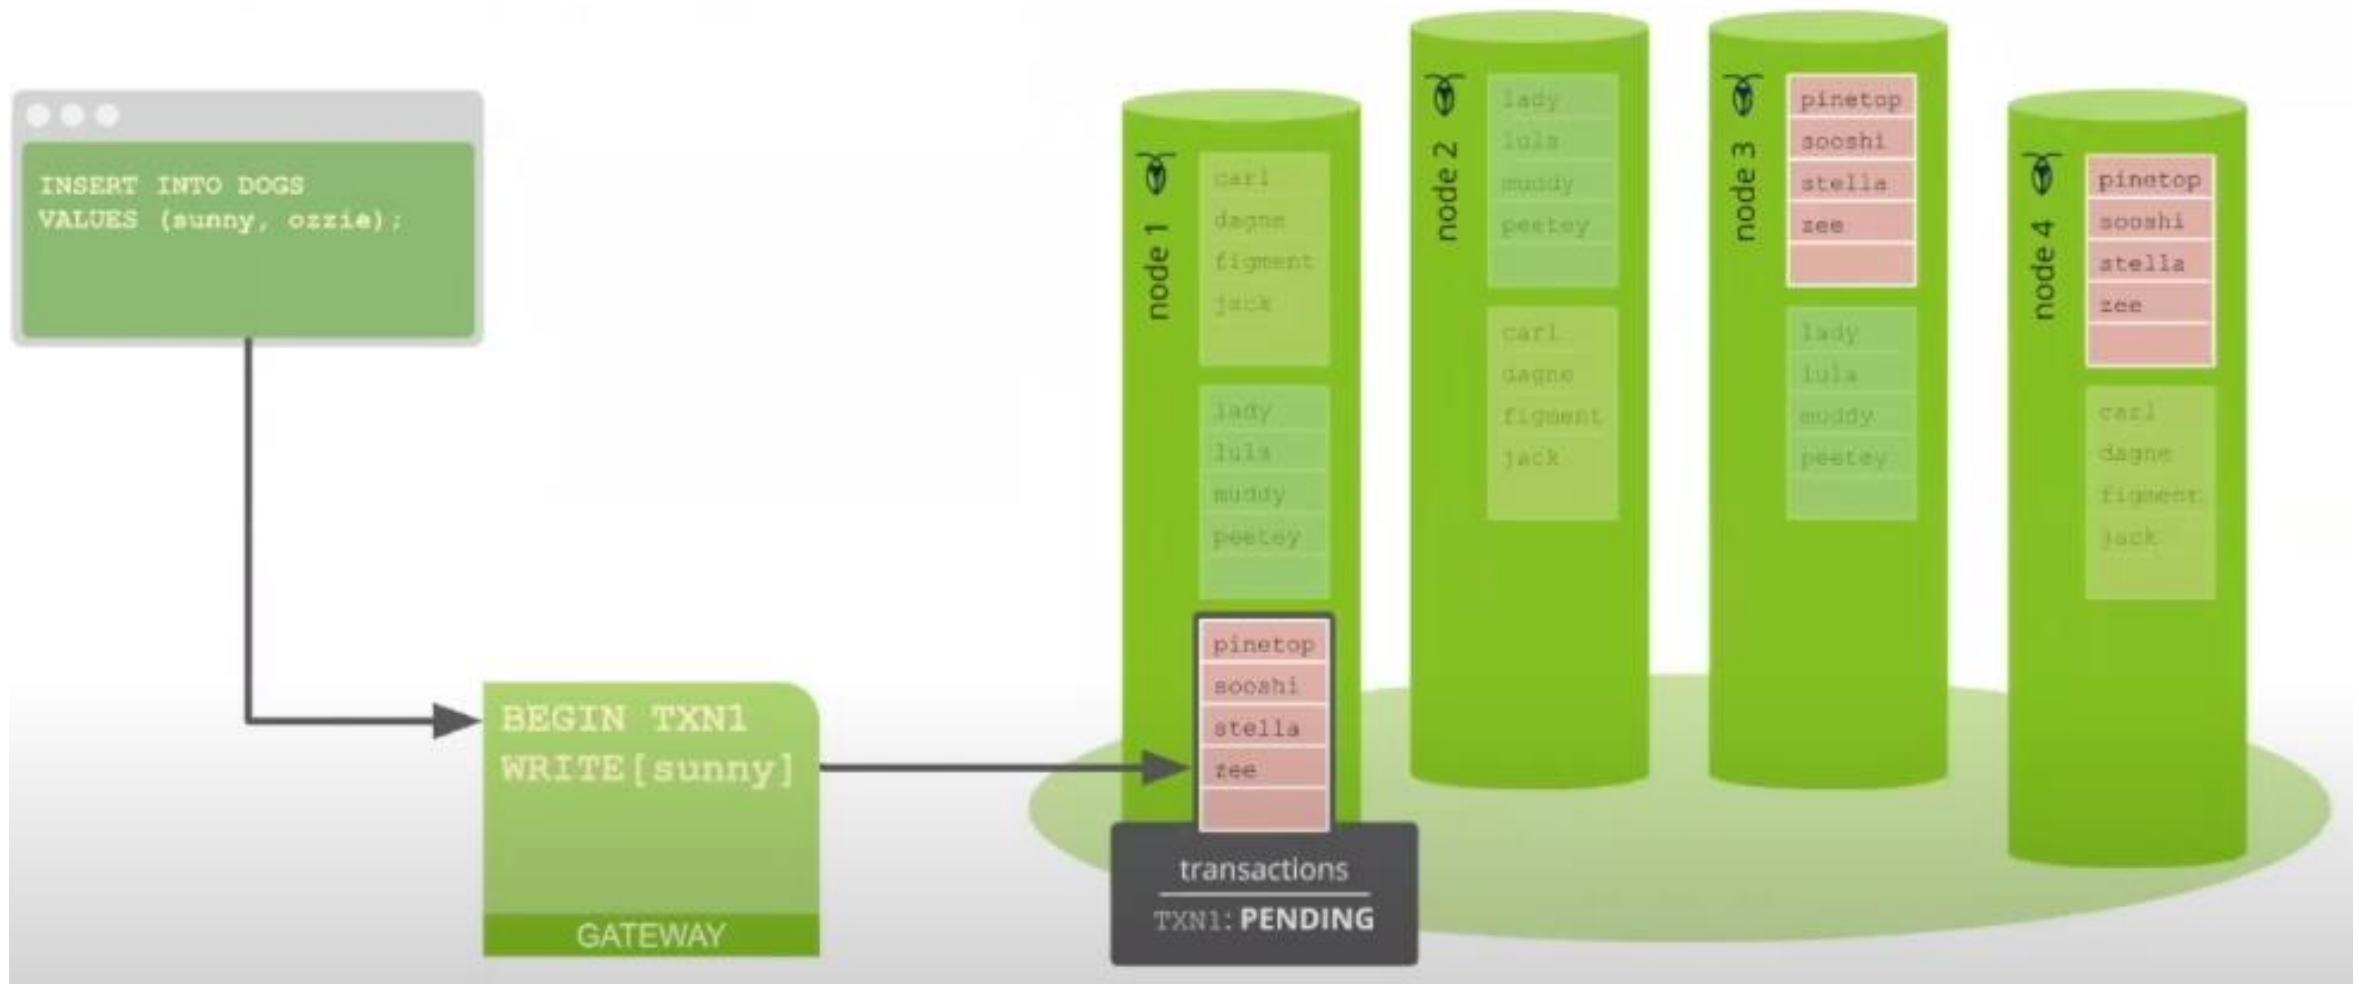 INSERT INTO DOGS
VALUES (sunny, ozzie);
BEGIN TXN1
WRITE[sunny]
GATEWAY
node 1
carl
dagne
figment
jack
lady
lula
muddy
peetey
pinetop
sooshi
stella
zee
transactions
TXN1: PENDING
node 2
lady
lula
muddy
peetey
carl
dagne
figment
jack
node 3
pinetop
sooshi
stella
zee
lady
lula
muddy
peetey
node 4
pinetop
sooshi
stella
zee
carl
dagne
figment
jack